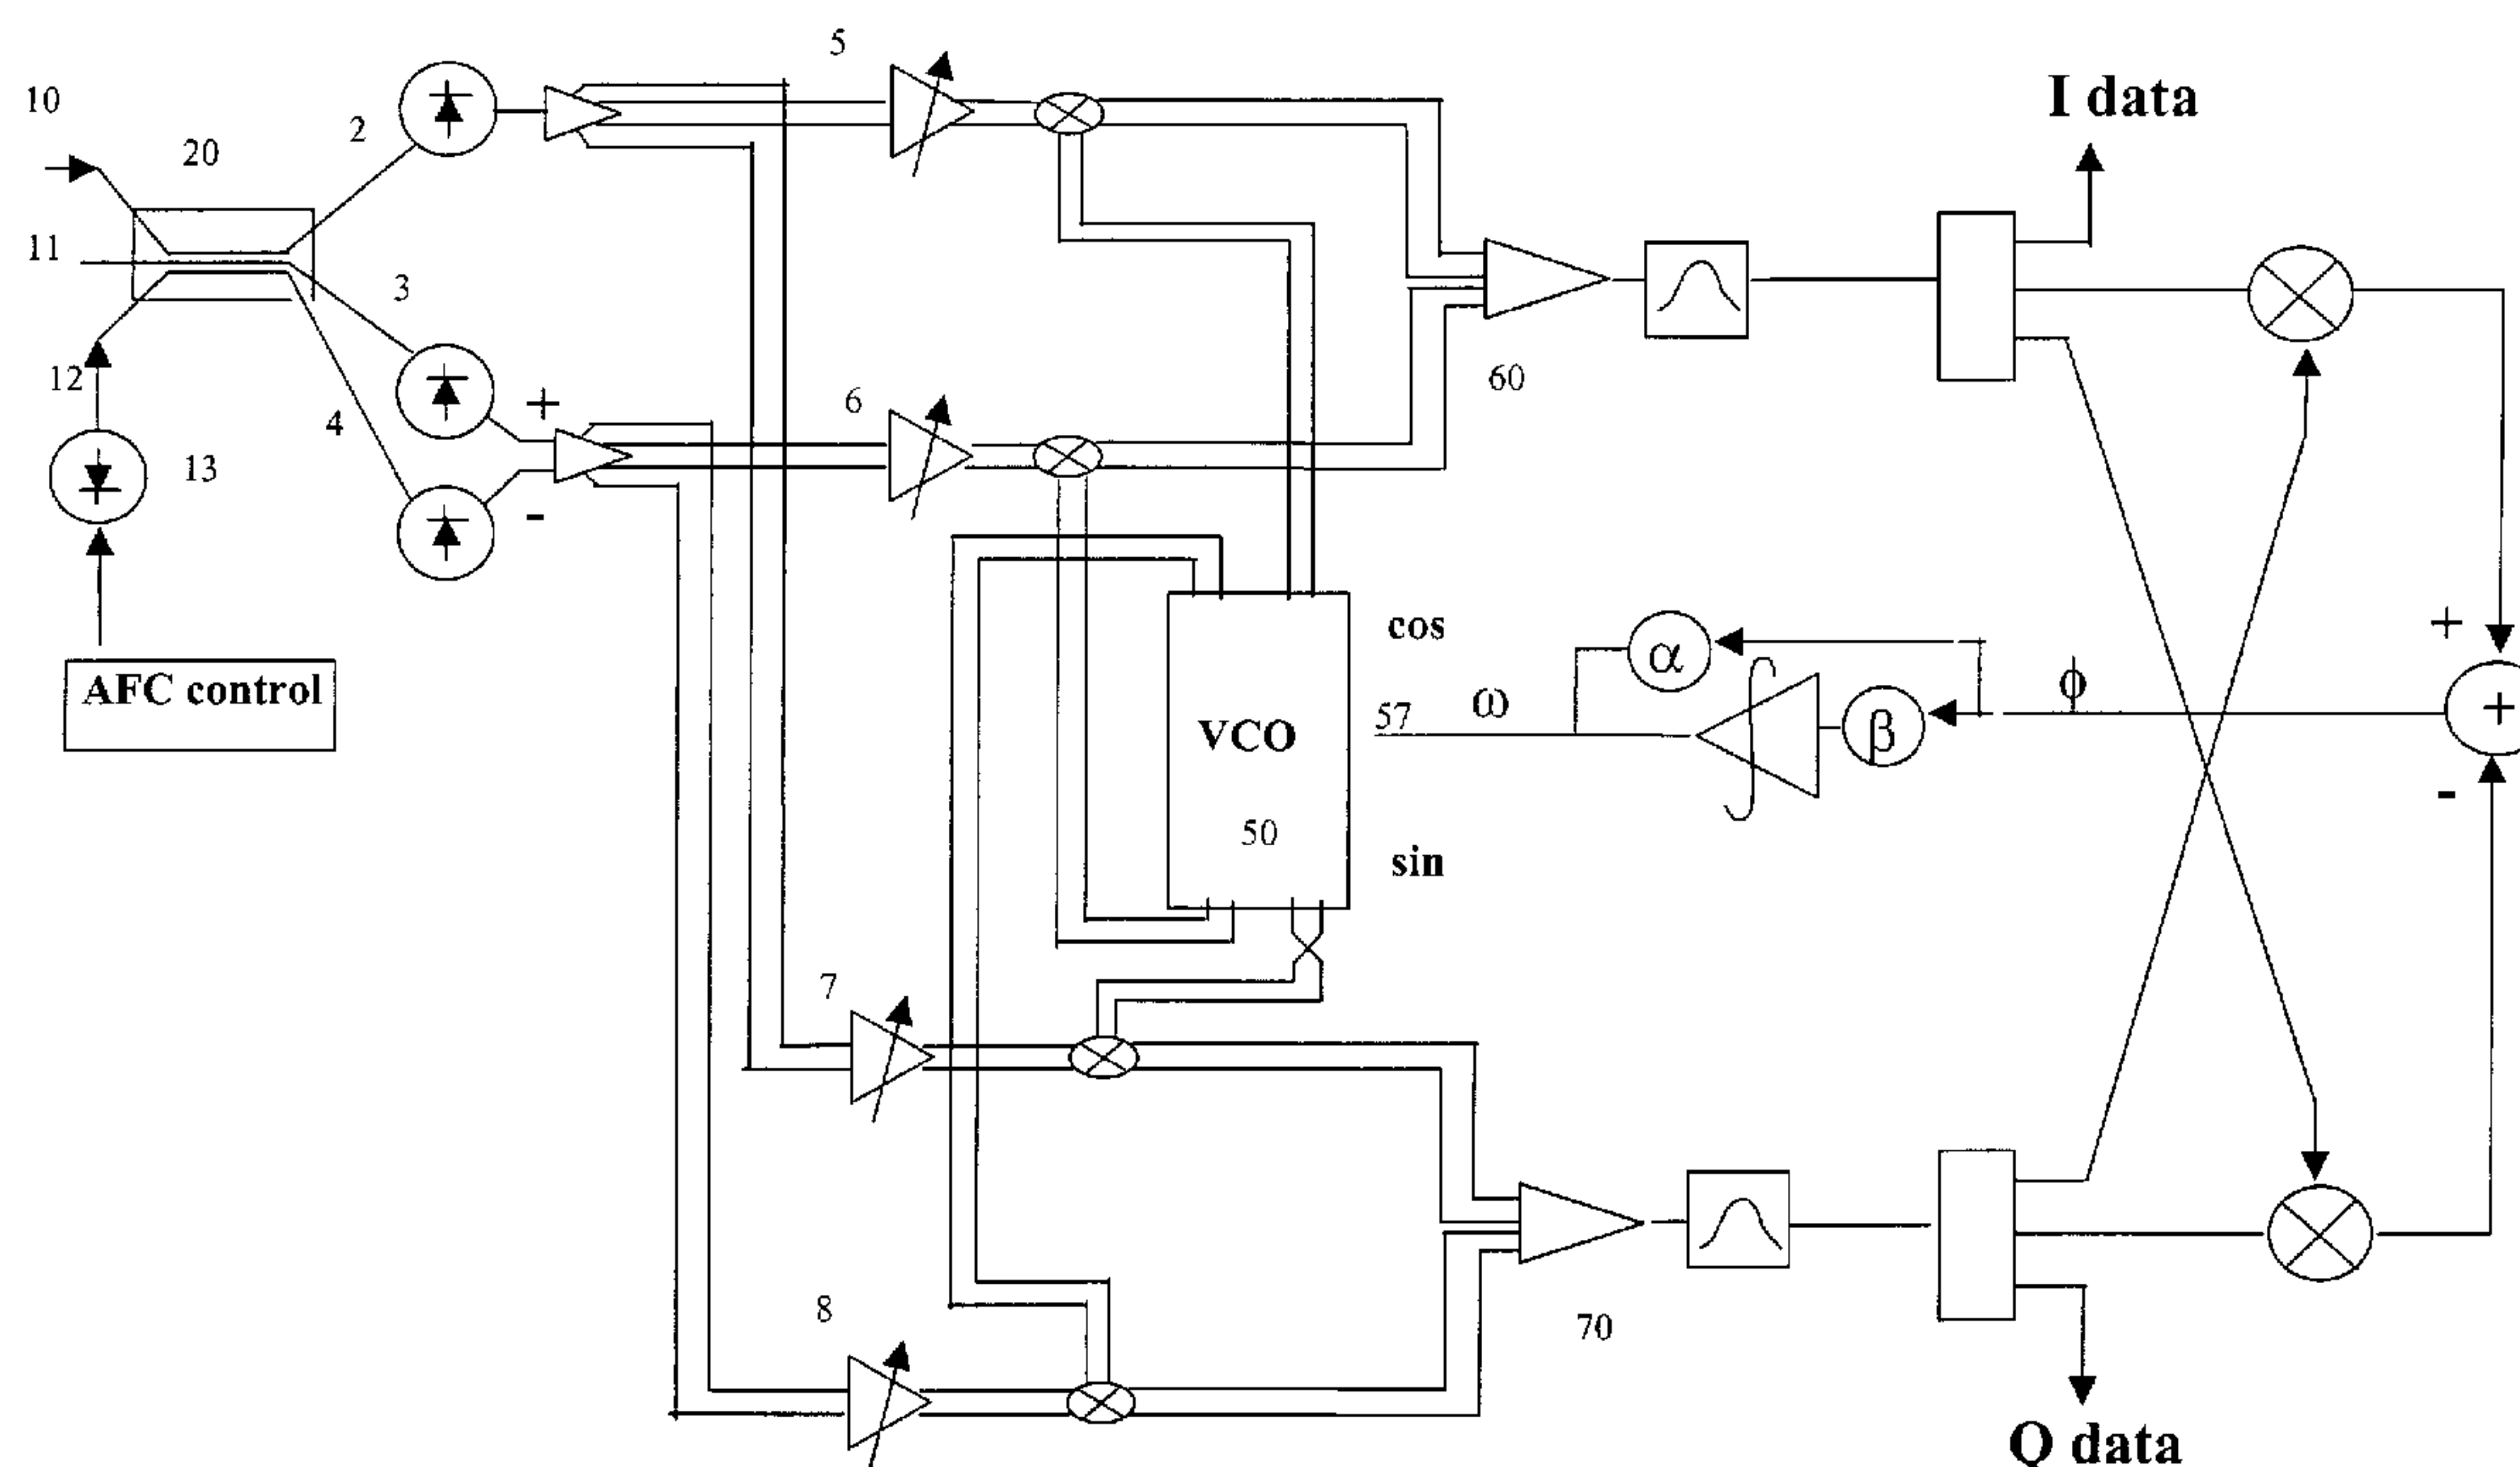 5
10
2
I data
20
11
3
12
60
6
4
+
13
-
cos
α
+
AFC control
57
ω
ϕ
VCO
β
+
50
-
sin
7
8
70
Q data